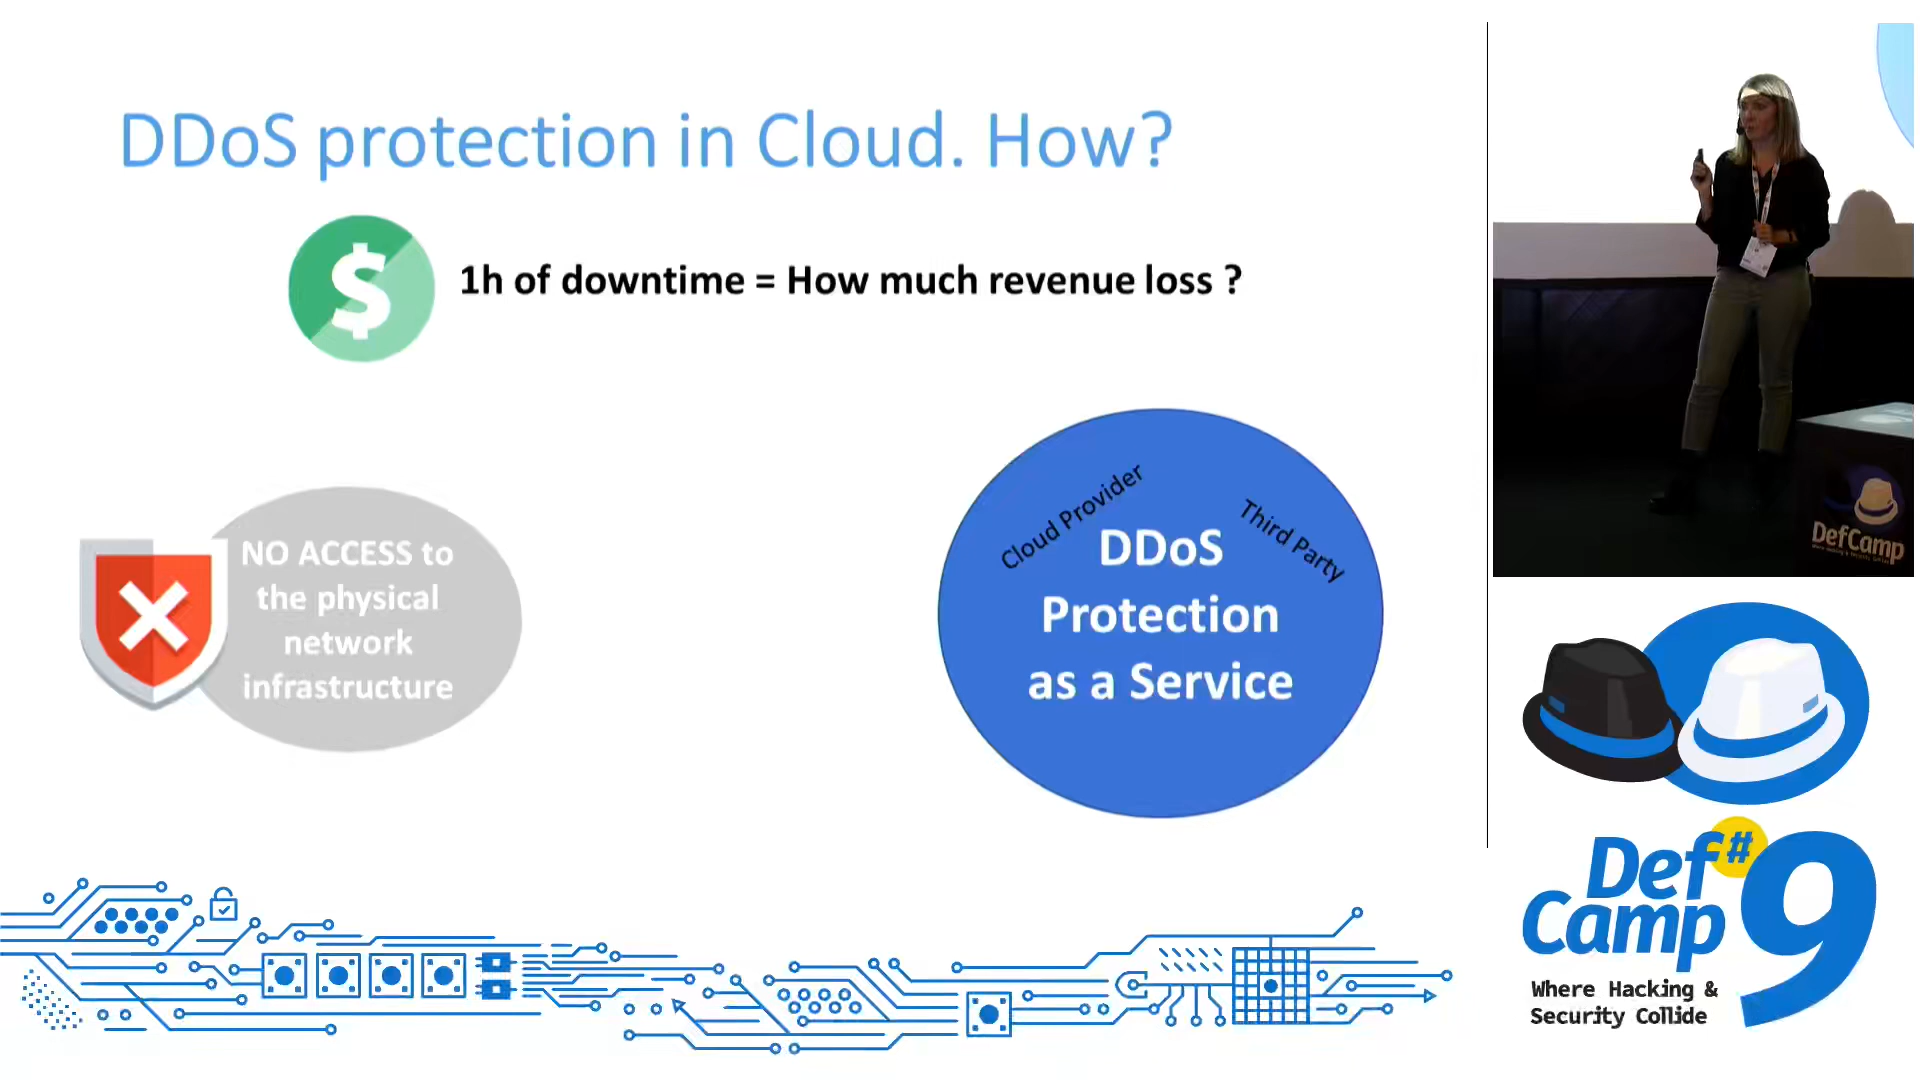 DDoS protection in Cloud. How?
$
1h of downtime = How much revenue loss ?
NO ACCESS to
the physical
network
infrastructure
Cloud Provider
Third Party
DDoS
Protection
as a Service
DefCamp
Def
Camp
#9
Where Hacking &
Security Collide